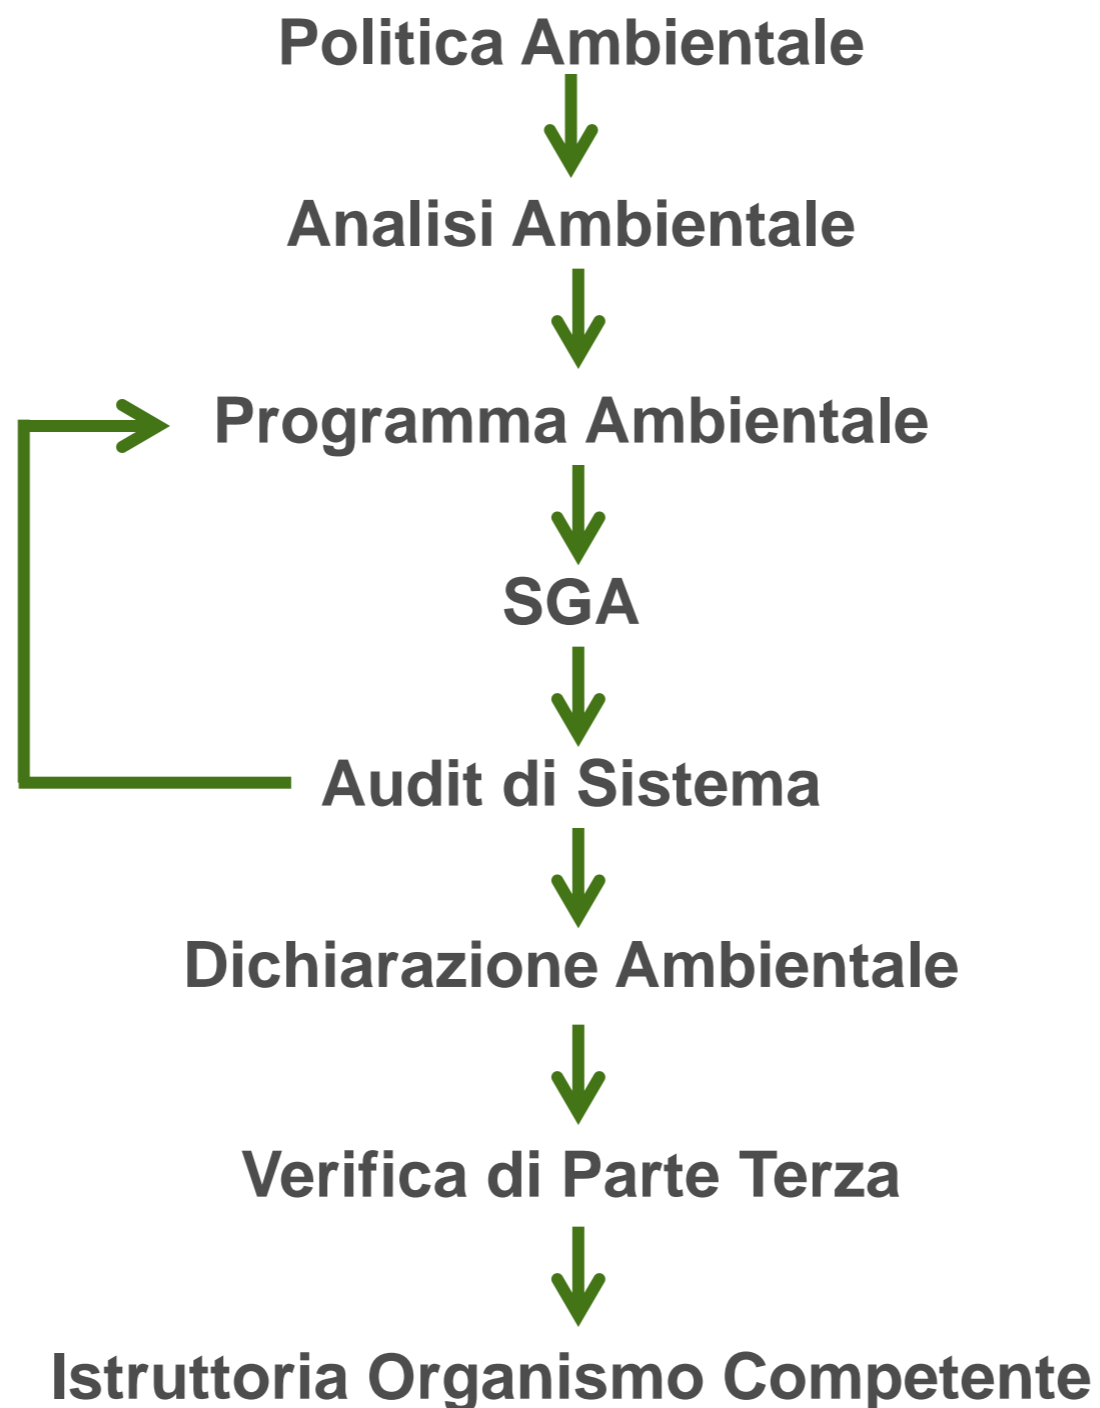 Politica Ambientale
Analisi Ambientale
Programma Ambientale
SGA
Audit di Sistema
Dichiarazione Ambientale
Verifica di Parte Terza
Istruttoria Organismo Competente